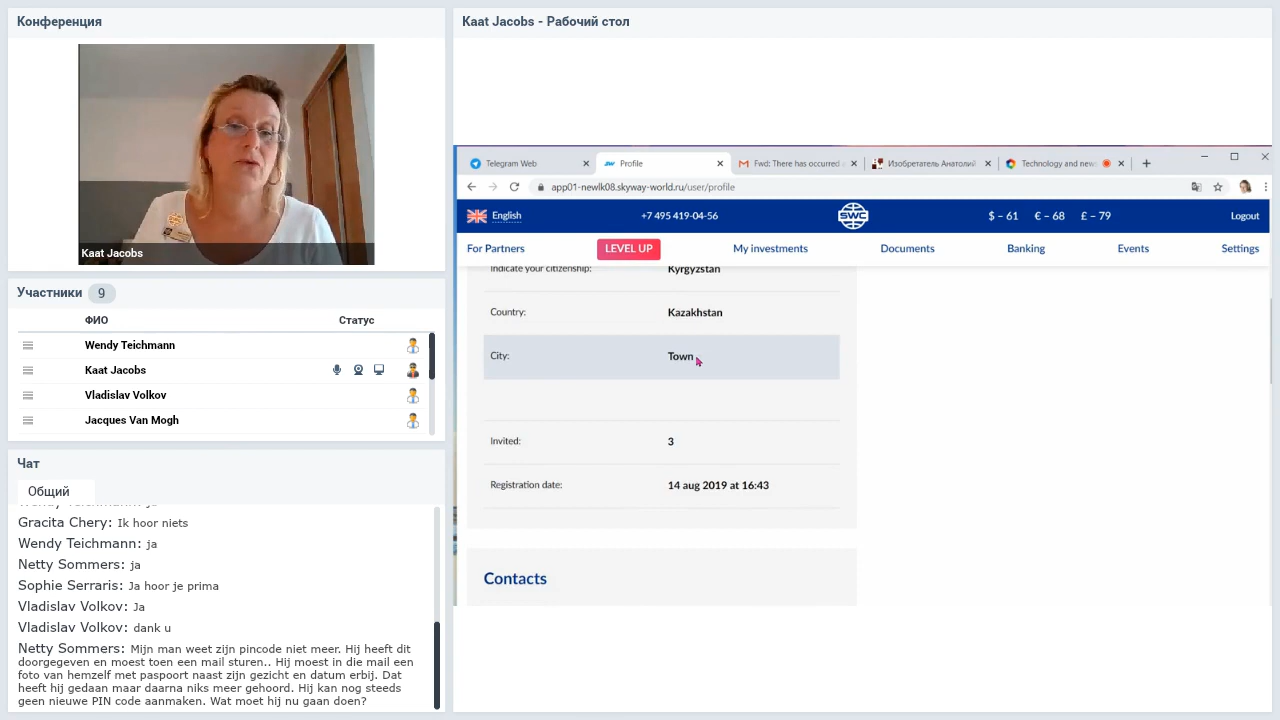 Конференция
Kaat Jacobs
Участники 9
ФИО Статус
Wendy Teichmann
Kaat Jacobs
Vladislav Volkov
Jacques Van Mogh
Чат
Общий
Wendy Teichmann: ja
Gracita Chery: Ik hoor niets
Wendy Teichmann: ja
Netty Sommers: ja
Sophie Serraris: Ja hoor je prima
Vladislav Volkov: Ja
Vladislav Volkov: dank u
Netty Sommers: Mijn man weet zijn pincode niet meer. Hij heeft dit
doorgegeven en moest toen een mail sturen.. Hij moest in die mail een
foto van hemzelf met paspoort naast zijn gezicht en datum erbij. Dat
heeft hij gedaan maar daarna niks meer gehoord. Hij kan nog steeds
geen nieuwe PIN code aanmaken. Wat moet hij nu gaan doen?
Kaat Jacobs - Рабочий стол
Telegram Web Profile Fwd: There has occurred Изобретатель Анатолий Technology and new
app01-newlk08.skyway-world.ru/user/profile
English +7 495 419-04-56 SWC $ – 61 € – 68 £ – 79 Logout
For Partners LEVEL UP My investments Documents Banking Events Settings
Indicate your citizenship: Kyrgyzstan
Country: Kazakhstan
City: Town
Invited: 3
Registration date: 14 aug 2019 at 16:43
Contacts